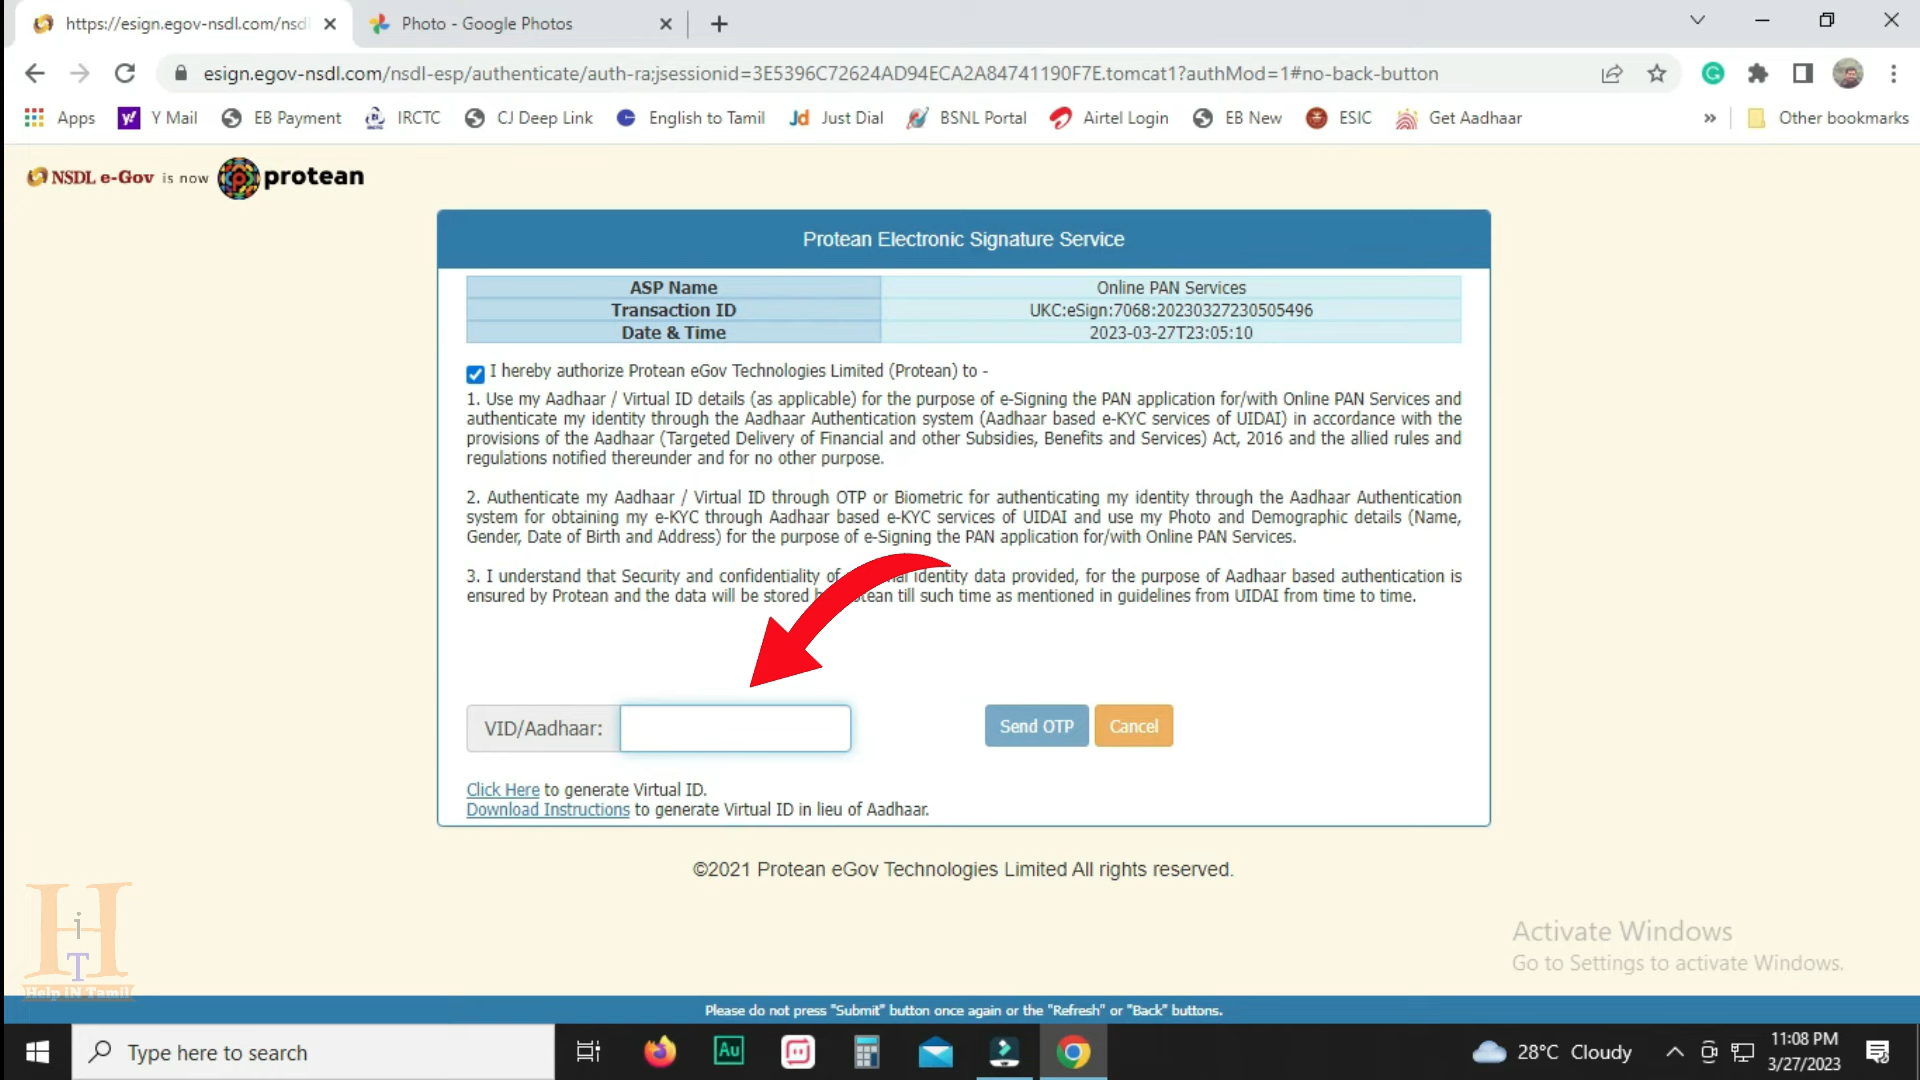 https://esign.egov-nsdl.com/nsd
Photo - Google Photos
esign.egov-nsdl.com/nsdl-esp/authenticate/auth-ra;jsessionid=3E5396C72624AD94ECA2A84741190F7E.tomcat1?authMod=1#no-back-button
Apps
Y Mail
EB Payment
IRCTC
CJ Deep Link
English to Tamil
Jd Just Dial
BSNL Portal
Airtel Login
EB New
ESIC
Get Aadhaar
Other bookmarks
NSDL e-Gov is now protean
Protean Electronic Signature Service
ASP Name Online PAN Services
Transaction ID UKC:eSign:7068:20230327230505496
Date & Time 2023-03-27T23:05:10
I hereby authorize Protean eGov Technologies Limited (Protean) to -
1. Use my Aadhaar / Virtual ID details (as applicable) for the purpose of e-Signing the PAN application for/with Online PAN Services and
authenticate my identity through the Aadhaar Authentication system (Aadhaar based e-KYC services of UIDAI) in accordance with the
provisions of the Aadhaar (Targeted Delivery of Financial and other Subsidies, Benefits and Services) Act, 2016 and the allied rules and
regulations notified thereunder and for no other purpose.
2. Authenticate my Aadhaar / Virtual ID through OTP or Biometric for authenticating my identity through the Aadhaar Authentication
system for obtaining my e-KYC through Aadhaar based e-KYC services of UIDAI and use my Photo and Demographic details (Name,
Gender, Date of Birth and Address) for the purpose of e-Signing the PAN application for/with Online PAN Services.
3. I understand that Security and confidentiality of identity data provided, for the purpose of Aadhaar based authentication is
ensured by Protean and the data will be stored till such time as mentioned in guidelines from UIDAI from time to time.
VID/Aadhaar:
Send OTP
Cancel
Click Here to generate Virtual ID.
Download Instructions to generate Virtual ID in lieu of Aadhaar.
©2021 Protean eGov Technologies Limited All rights reserved.
HiT
Help iN Tamil
Activate Windows
Go to Settings to activate Windows.
Please do not press "Submit" button once again or the "Refresh" or "Back" buttons.
Type here to search
Au
28°C Cloudy
11:08 PM
3/27/2023